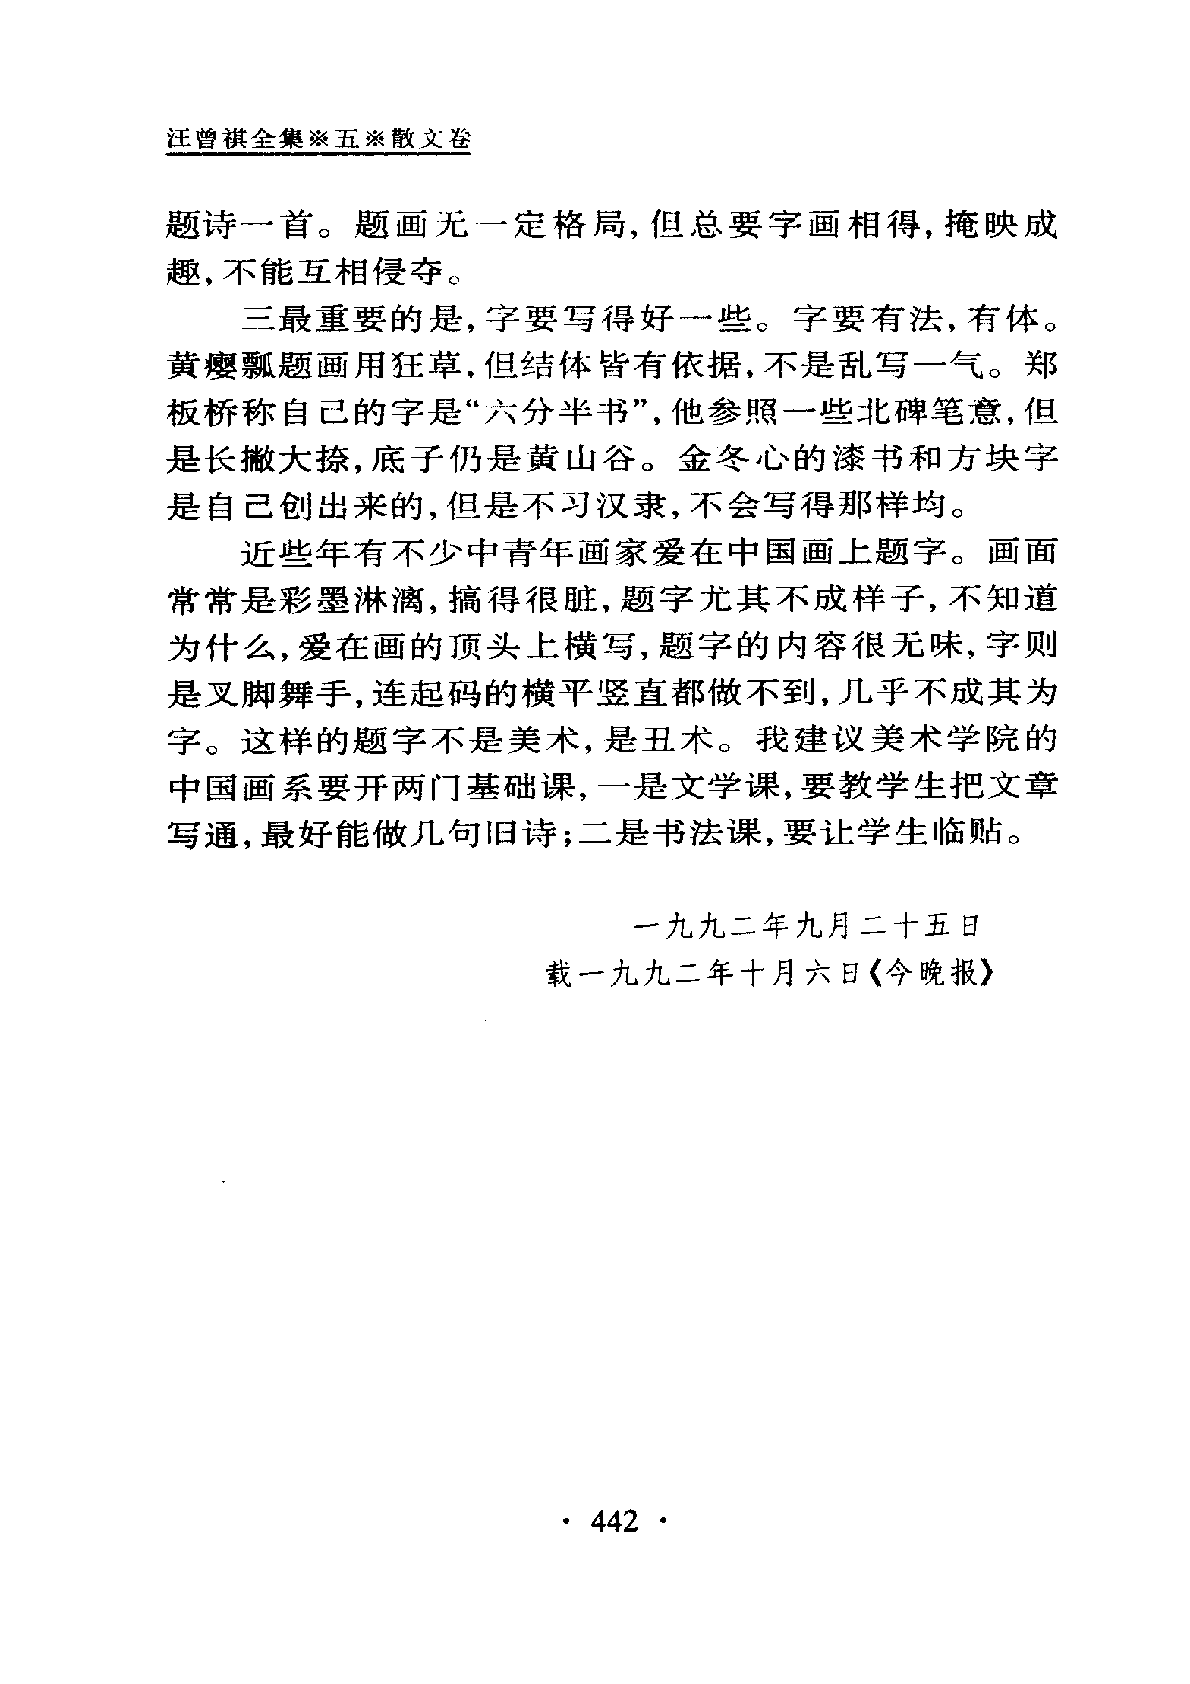 汪曾祺全集※五※散文卷
题诗一首。题画无一定格局,但总要字画相得,掩映成
趣,不能互相侵夺。
三最重要的是,字要写得好一些。字要有法,有体。
黄瘿瓢题画用狂草,但结体皆有依据,不是乱写一气。郑
板桥称自己的字是“六分半书”,他参照一些北碑笔意,但
是长撇大捺,底子仍是黄山谷。金冬心的漆书和方块字
是自己创出来的,但是不习汉隶,不会写得那样均。
近些年有不少中青年画家爱在中国画上题字。画面
常常是彩墨淋漓,搞得很脏,题字尤其不成样子,不知道
为什么,爱在画的顶头上横写,题字的内容很无味,字则
是叉脚舞手,连起码的横平竖直都做不到,几乎不成其为
字。这样的题字不是美术,是丑术。我建议美术学院的
中国画系要开两门基础课,一是文学课,要教学生把文章
写通,最好能做几句旧诗;二是书法课,要让学生临贴。
一九九二年九月二十五日
载一九九二年十月六日《今晚报》
· 442 ·